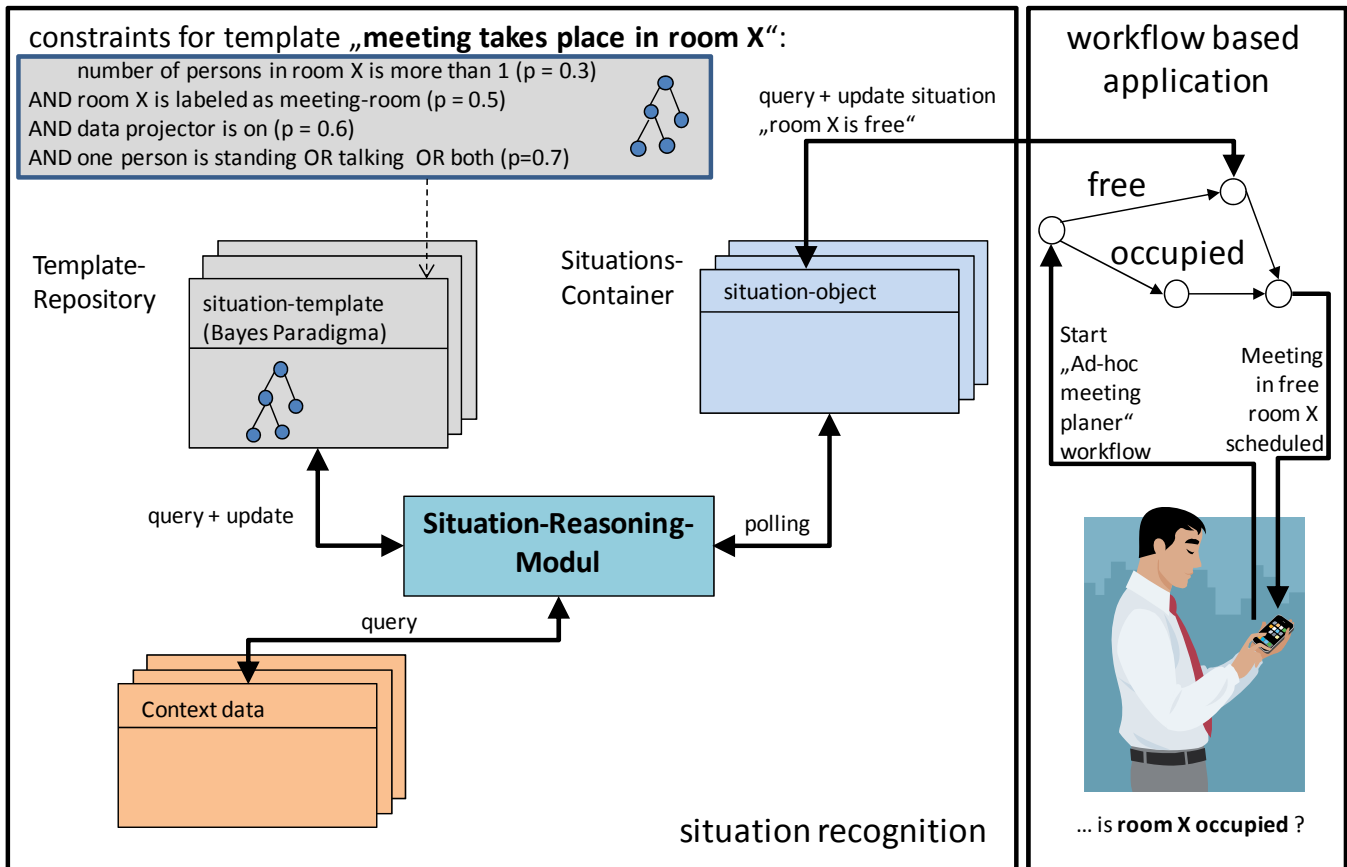 constraints for template „meeting takes place in room X“:
number of persons in room X is more than 1 (p = 0.3)
AND room X is labeled as meeting-room (p = 0.5)
AND data projector is on (p = 0.6)
AND one person is standing OR talking OR both (p=0.7)
query + update situation
„room X is free“
Template-
Repository
situation-template
(Bayes Paradigma)
Situations-
Container
situation-object
query + update
Situation-Reasoning-
Modul
polling
query
Context data
situation recognition
workflow based
application
free
occupied
Start
„Ad-hoc
meeting
planer“
workflow
Meeting
in free
room X
scheduled
... is room X occupied ?